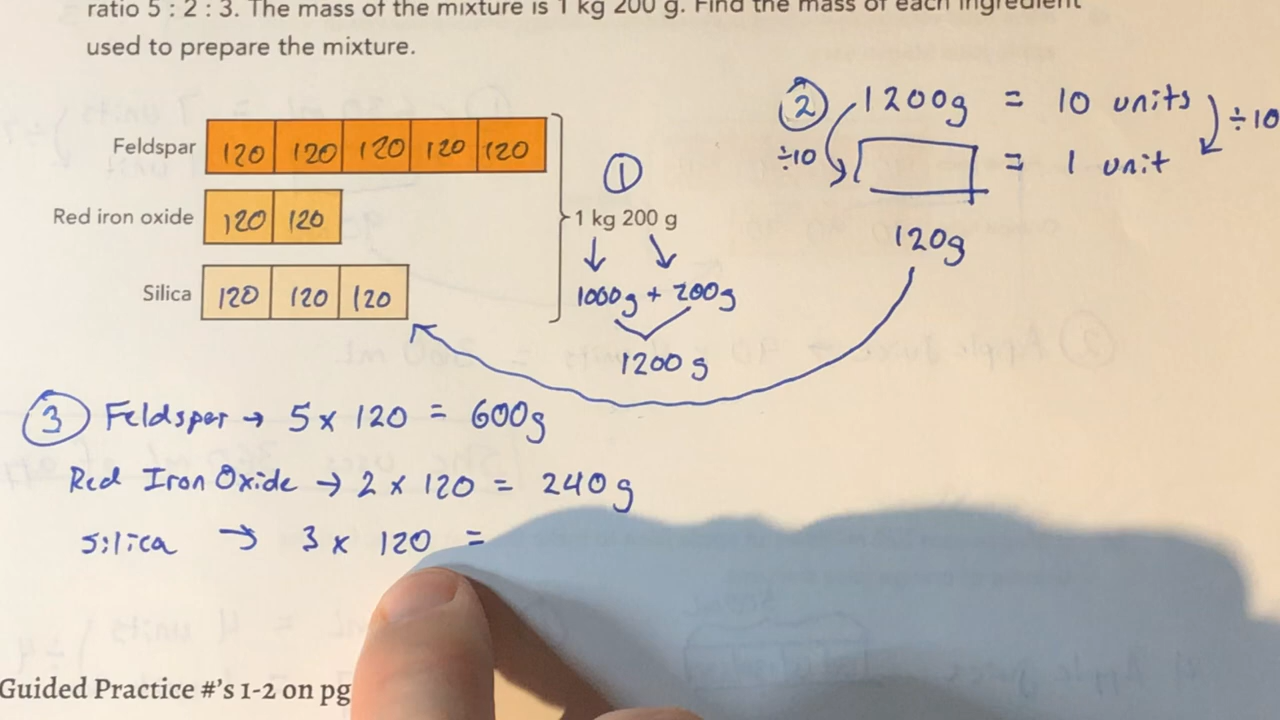 ratio 5 : 2 : 3. The mass of the mixture is 1 kg 200 g. Find the mass of each ingredient
used to prepare the mixture.
② 1200g = 10 units ÷10
÷10 = 1 unit
120g
Feldspar 120 120 120 120 120
①
Red iron oxide 120 120
1 kg 200 g
Silica 120 120 120
1000g + 200g
1200 g
③ Feldspar → 5 x 120 = 600g
Red Iron Oxide → 2 x 120 = 240 g
Silica → 3 x 120 =
Guided Practice #'s 1-2 on pg